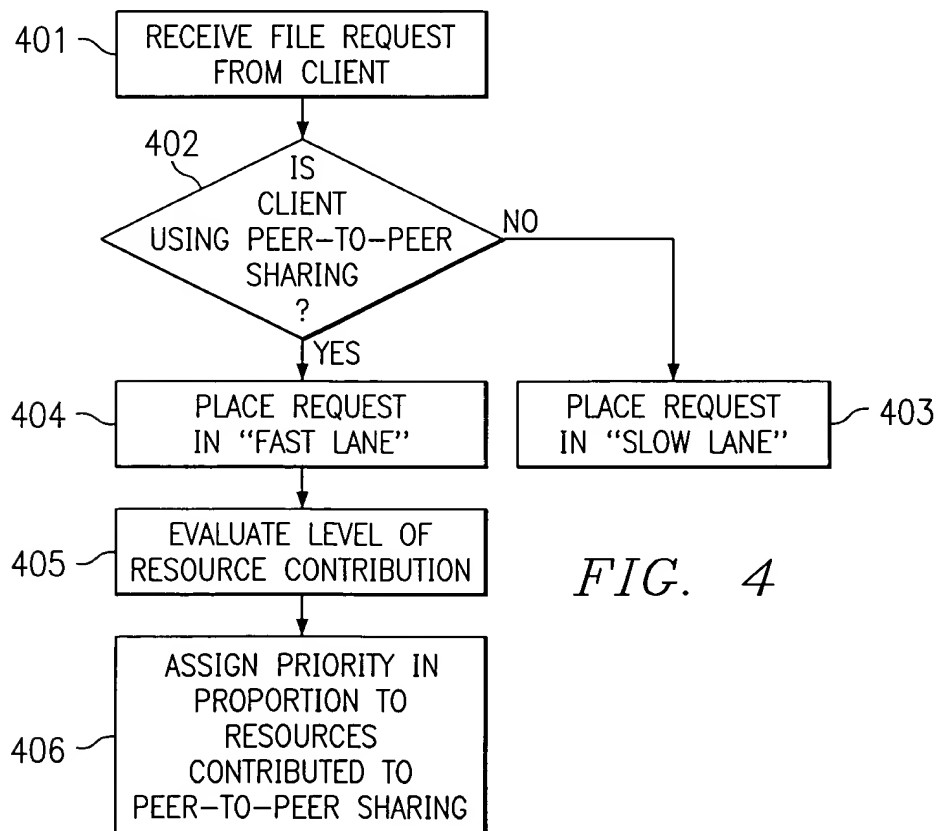 401
RECEIVE FILE REQUEST
FROM CLIENT
402
IS
CLIENT
USING PEER-TO-PEER
SHARING
?
NO
YES
404
PLACE REQUEST
IN "FAST LANE"
PLACE REQUEST
IN "SLOW LANE"
403
405
EVALUATE LEVEL OF
RESOURCE CONTRIBUTION
FIG. 4
406
ASSIGN PRIORITY IN
PROPORTION TO
RESOURCES
CONTRIBUTED TO
PEER-TO-PEER SHARING